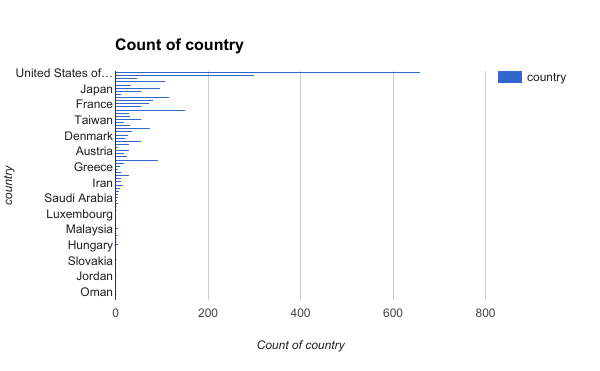 Count of country
country
United States of…
Japan
France
Taiwan
Denmark
Austria
Greece
Iran
Saudi Arabia
Luxembourg
Malaysia
Hungary
Slovakia
Jordan
Oman
country
0 200 400 600 800
Count of country